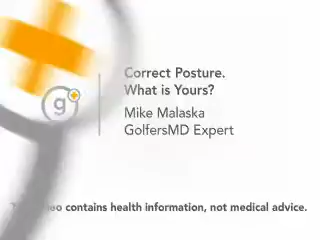 g
Correct Posture.
What is Yours?
Mike Malaska
GolfersMD Expert
contains health information, not medical advice.